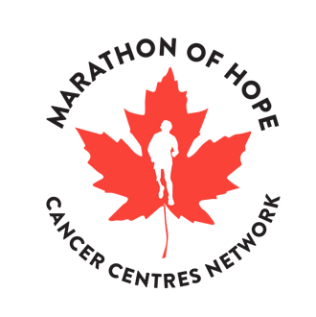 MARATHON OF HOPE
CANCER CENTRES NETWORK